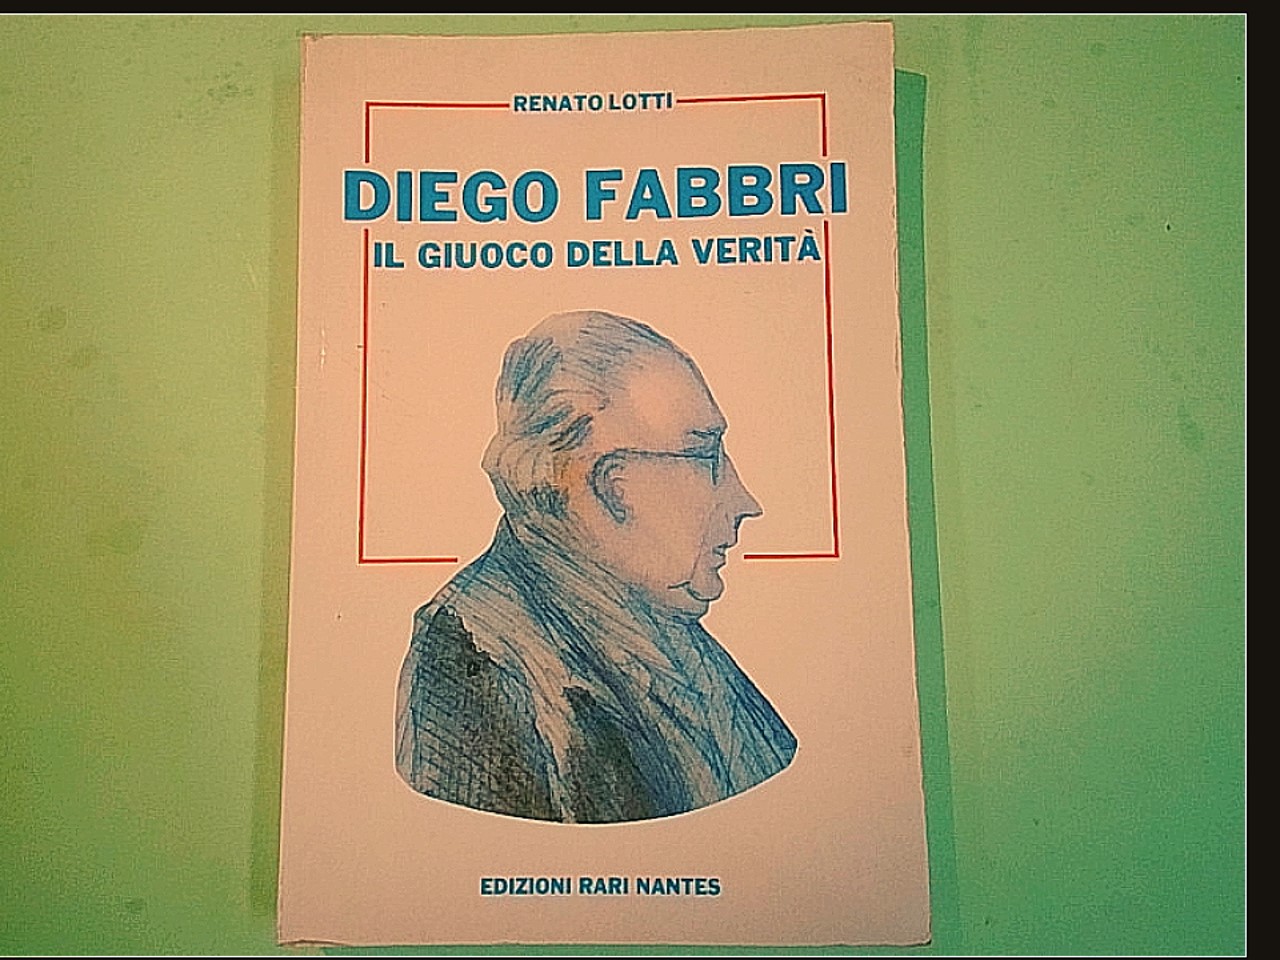 RENATO LOTTI
DIEGO FABBRI
IL GIUOCO DELLA VERITÀ
EDIZIONI RARI NANTES